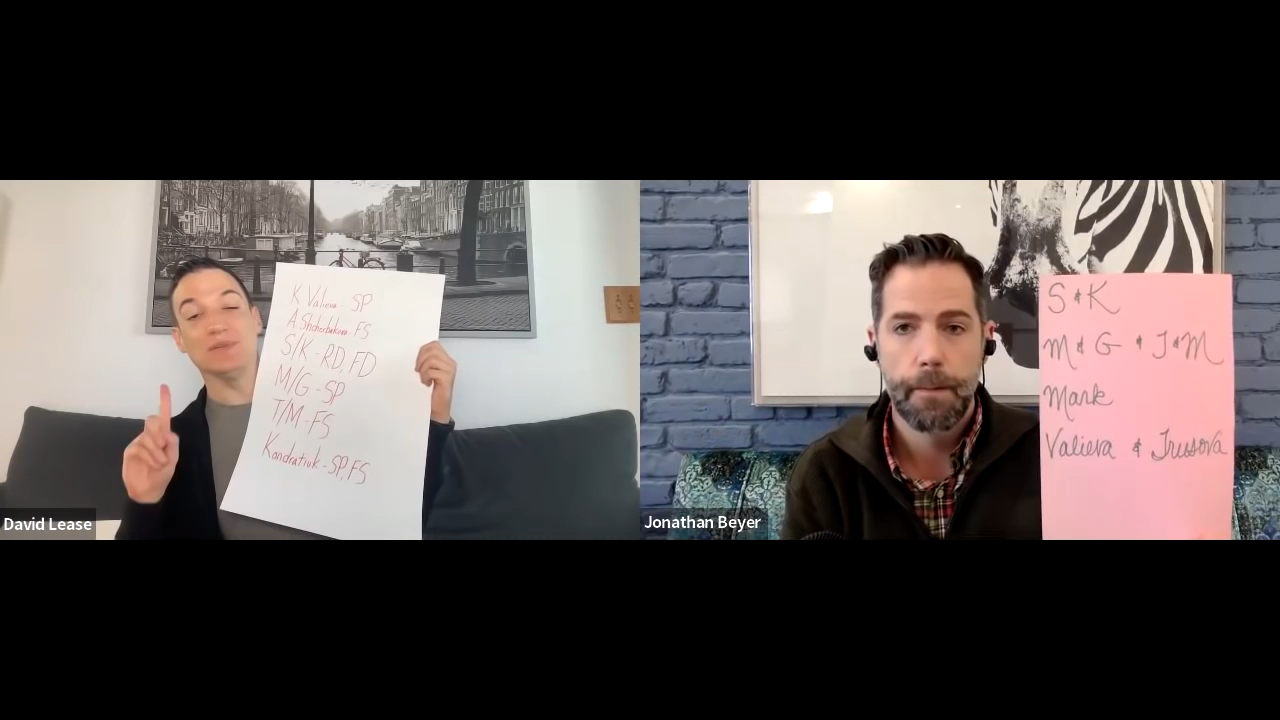 K Valieva - SP
A.Shcherbakova-FS
S/K-RD, FD
M/G-SP
T/M-FS
Kondratiuk-SP,FS
David Lease
S & K
M & G & T & M
Mark
Valieva & Trusova
Jonathan Beyer